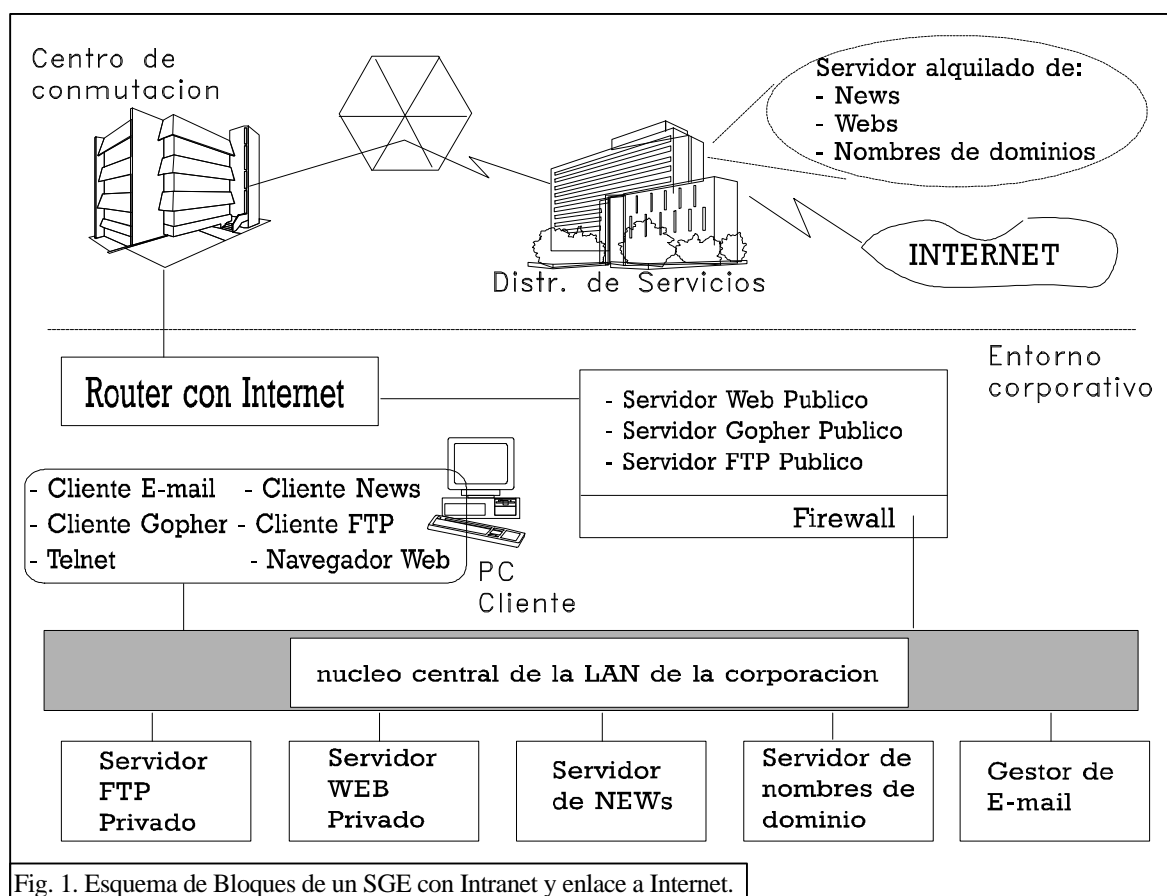 Centro de
conmutacion
Servidor alquilado de:
- News
- Webs
- Nombres de dominios
INTERNET
Distr. de Servicios
Entorno
corporativo
Router con Internet
- Servidor Web Publico
- Servidor Gopher Publico
- Servidor FTP Publico
Firewall
- Cliente E-mail - Cliente News
- Cliente Gopher - Cliente FTP
- Telnet - Navegador Web
PC
Cliente
nucleo central de la LAN de la corporacion
Servidor
FTP
Privado
Servidor
WEB
Privado
Servidor
de NEWs
Servidor de
nombres de
dominio
Gestor de
E-mail
Fig. 1. Esquema de Bloques de un SGE con Intranet y enlace a Internet.